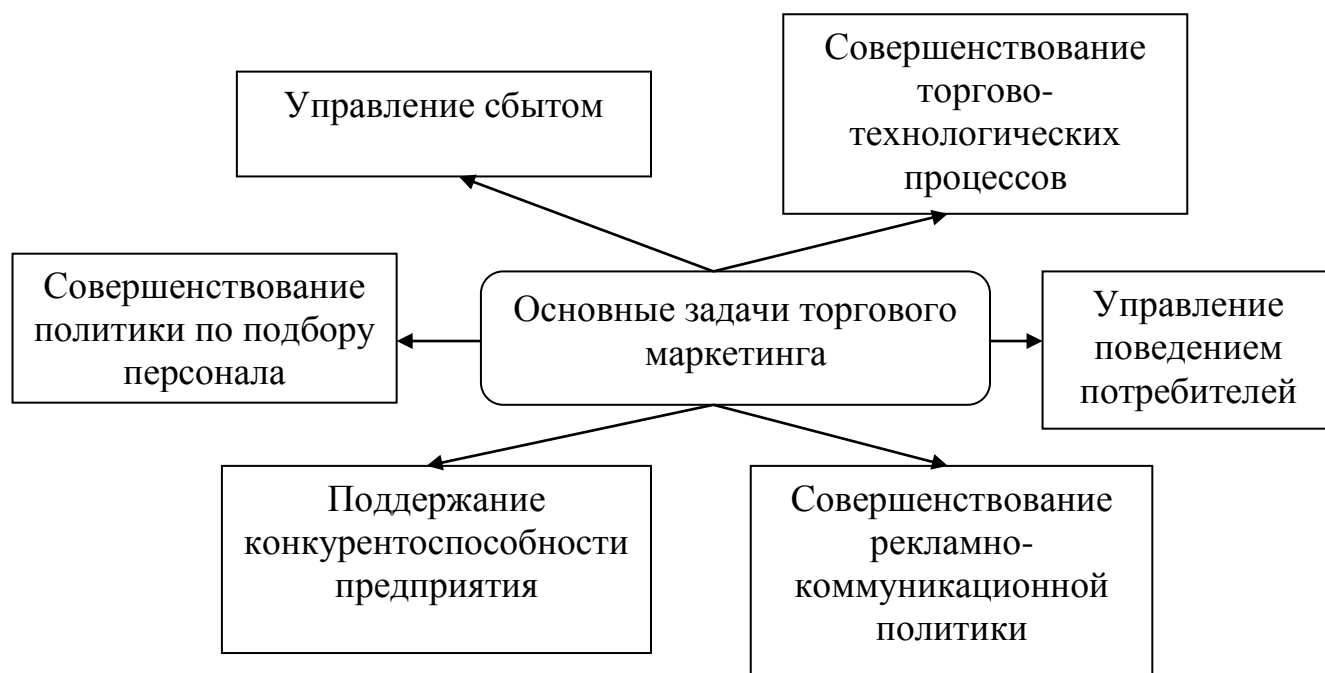 Управление сбытом
Совершенствование
торгово-
технологических
процессов
Совершенствование
политики по подбору
персонала
Основные задачи торгового
маркетинга
Управление
поведением
потребителей
Поддержание
конкурентоспособности
предприятия
Совершенствование
рекламно-
коммуникационной
политики